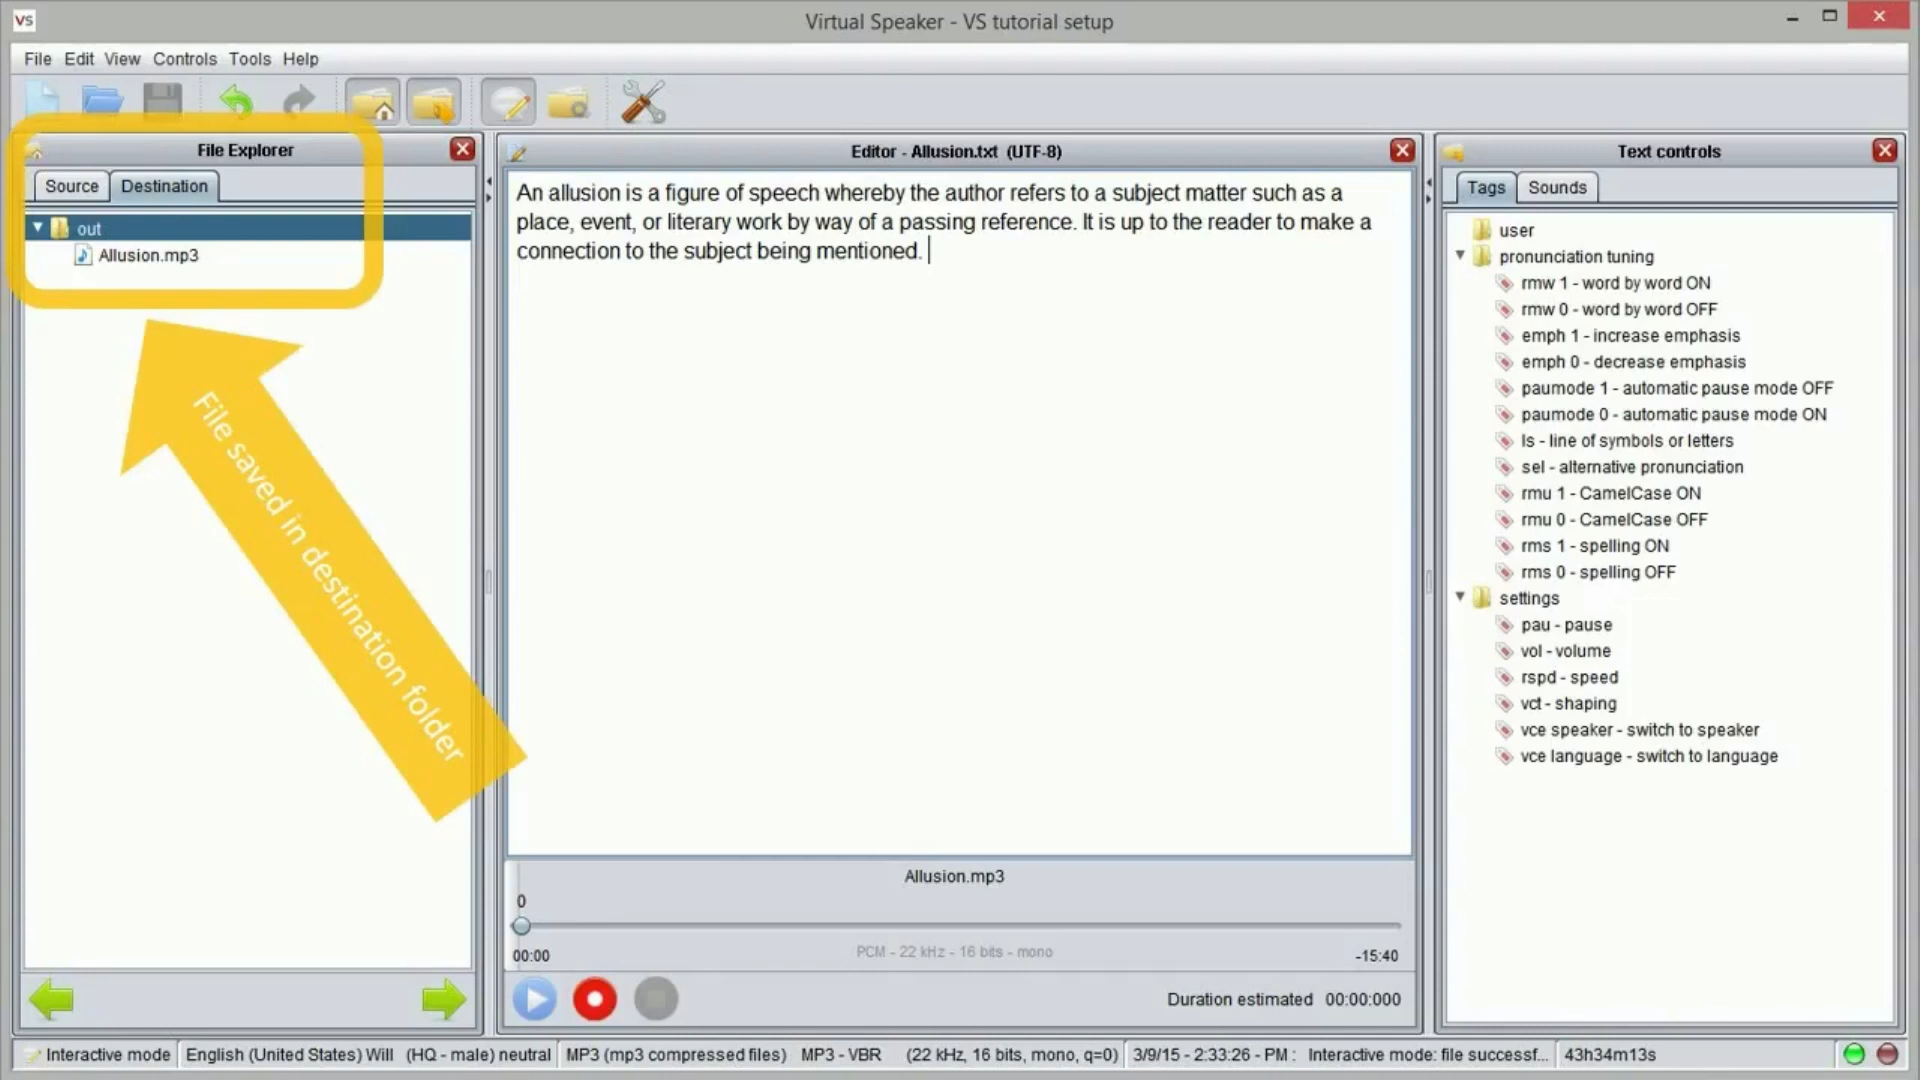 VS
Virtual Speaker - VS tutorial setup
File Edit View Controls Tools Help
File Explorer
Source Destination
out
Allusion.mp3
File saved in destination folder
Editor - Allusion.txt (UTF-8)
An allusion is a figure of speech whereby the author refers to a subject matter such as a
place, event, or literary work by way of a passing reference. It is up to the reader to make a
connection to the subject being mentioned.
Allusion.mp3
0
00:00
PCM - 22 kHz - 16 bits - mono
-15:40
Duration estimated 00:00:000
Text controls
Tags Sounds
user
pronunciation tuning
rmw 1 - word by word ON
rmw 0 - word by word OFF
emph 1 - increase emphasis
emph 0 - decrease emphasis
paumode 1 - automatic pause mode OFF
paumode 0 - automatic pause mode ON
ls - line of symbols or letters
sel - alternative pronunciation
rmu 1 - CamelCase ON
rmu 0 - CamelCase OFF
rms 1 - spelling ON
rms 0 - spelling OFF
settings
pau - pause
vol - volume
rspd - speed
vct - shaping
vce speaker - switch to speaker
vce language - switch to language
Interactive mode English (United States) Will (HQ - male) neutral MP3 (mp3 compressed files) MP3 - VBR (22 kHz, 16 bits, mono, q=0) 3/9/15 - 2:33:26 - PM : Interactive mode: file successf... 43h34m13s